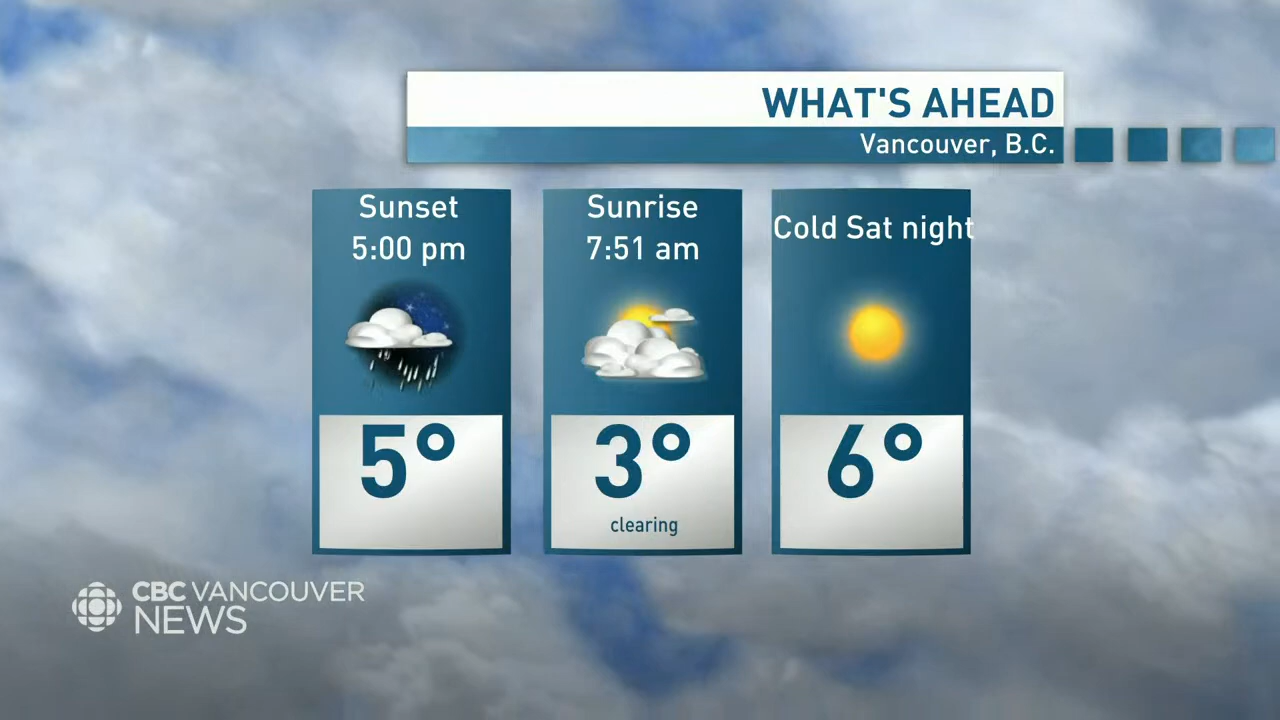 WHAT'S AHEAD
Vancouver, B.C.
Sunset
5:00 pm
5°
Sunrise
7:51 am
3°
clearing
Cold Sat night
6°
CBC VANCOUVER
NEWS